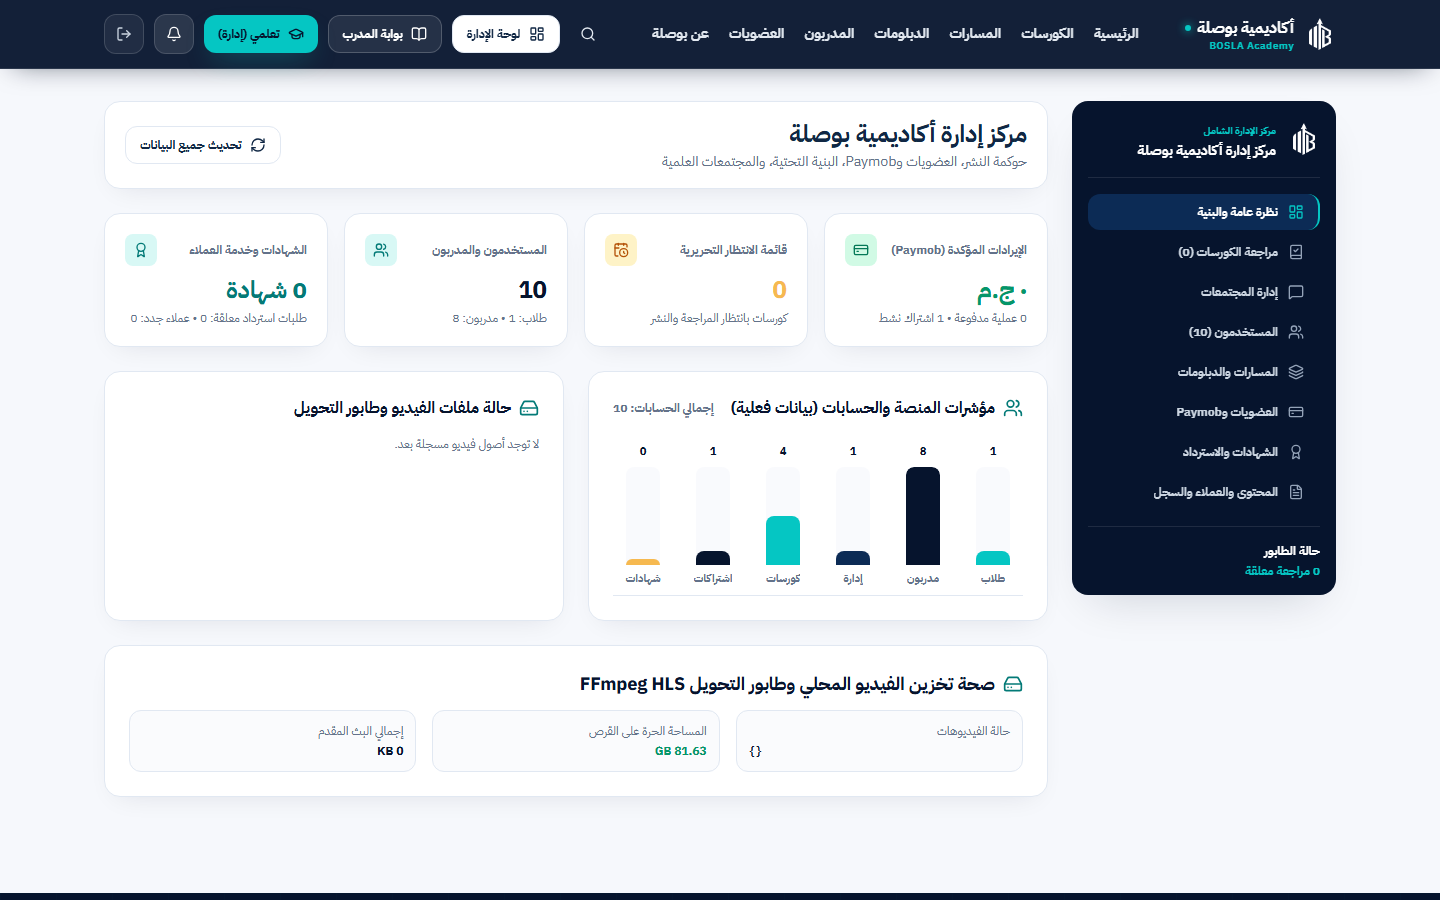 أكاديمية بوصلة
BOSLA Academy
الرئيسية
الكورسات
المسارات
الدبلومات
المدربون
العضويات
عن بوصلة
لوحة الإدارة
بوابة المدرب
تعلمي (إدارة)
مركز الإدارة الشامل
مركز إدارة أكاديمية بوصلة
نظرة عامة والبنية
مراجعة الكورسات (0)
إدارة المجتمعات
المستخدمون (10)
المسارات والدبلومات
العضويات وPaymob
الشهادات والاسترداد
المحتوى والعملاء والسجل
حالة الطابور
0 مراجعة معلقة
مركز إدارة أكاديمية بوصلة
حوكمة النشر، العضويات وPaymob، البنية التحتية، والمجتمعات العلمية
تحديث جميع البيانات
الإيرادات المؤكدة (Paymob)
٠ ج.م
0 عملية مدفوعة • 1 اشتراك نشط
قائمة الانتظار التحريرية
0
كورسات بانتظار المراجعة والنشر
المستخدمون والمدربون
10
طلاب: 1 • مدربون: 8
الشهادات وخدمة العملاء
0 شهادة
طلبات استرداد معلقة: 0 • عملاء جدد: 0
مؤشرات المنصة والحسابات (بيانات فعلية)
إجمالي الحسابات: 10
1 8 1 4 1 0
طلاب مدربون إدارة كورسات اشتراكات شهادات
حالة ملفات الفيديو وطابور التحويل
لا توجد أصول فيديو مسجلة بعد.
صحة تخزين الفيديو المحلي وطابور التحويل FFmpeg HLS
حالة الفيديوهات
{}
المساحة الحرة على القرص
81.63 GB
إجمالي البث المقدم
0 KB